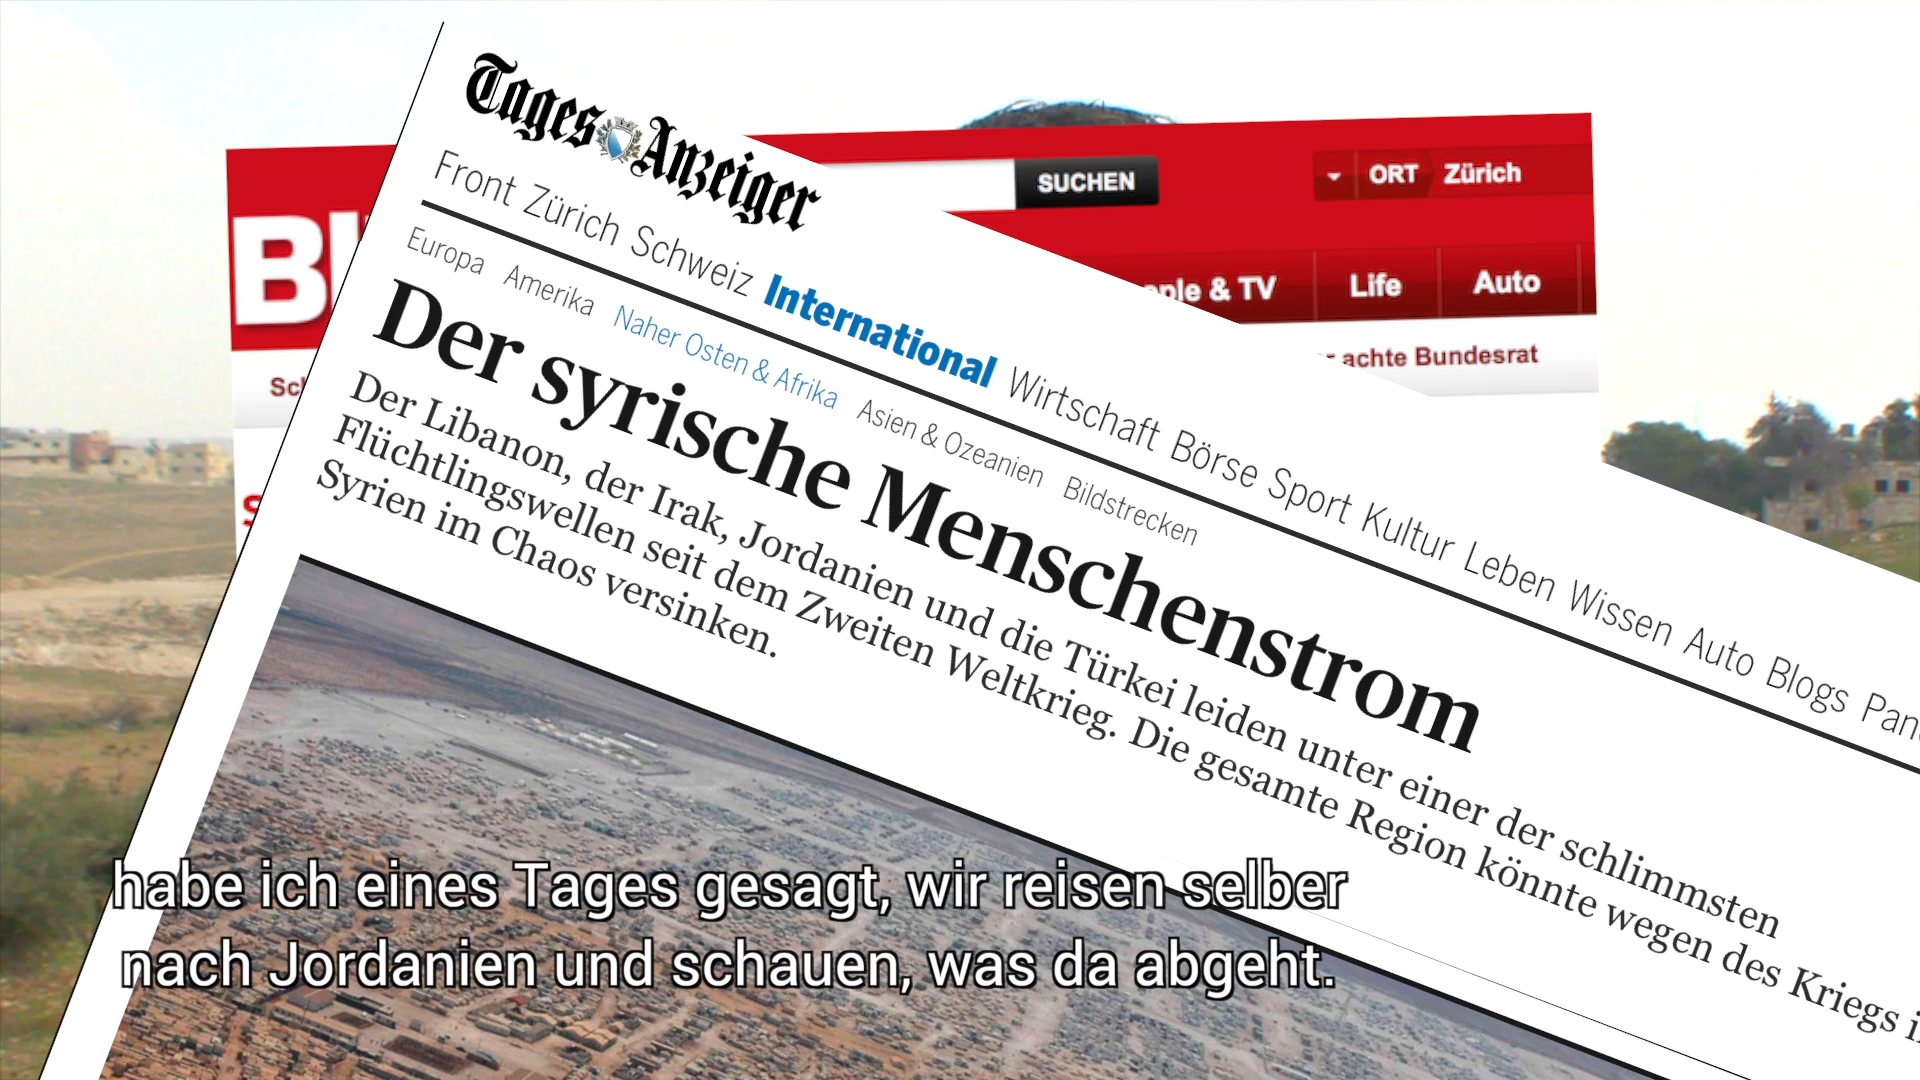 Tages Anzeiger
Front Zürich Schweiz International Wirtschaft Börse Sport Kultur Leben Wissen Auto Blogs
Europa Amerika Naher Osten & Afrika Asien & Ozeanien Bildstrecken
Der syrische Menschenstrom
Der Libanon, der Irak, Jordanien und die Türkei leiden unter einer der schlimmsten
Flüchtlingswellen seit dem Zweiten Weltkrieg. Die gesamte Region könnte wegen des Kriegs
Syrien im Chaos versinken.
SUCHEN
ORT Zürich
& TV Life Auto
achte Bundesrat
habe ich eines Tages gesagt, wir reisen selber
nach Jordanien und schauen, was da abgeht.